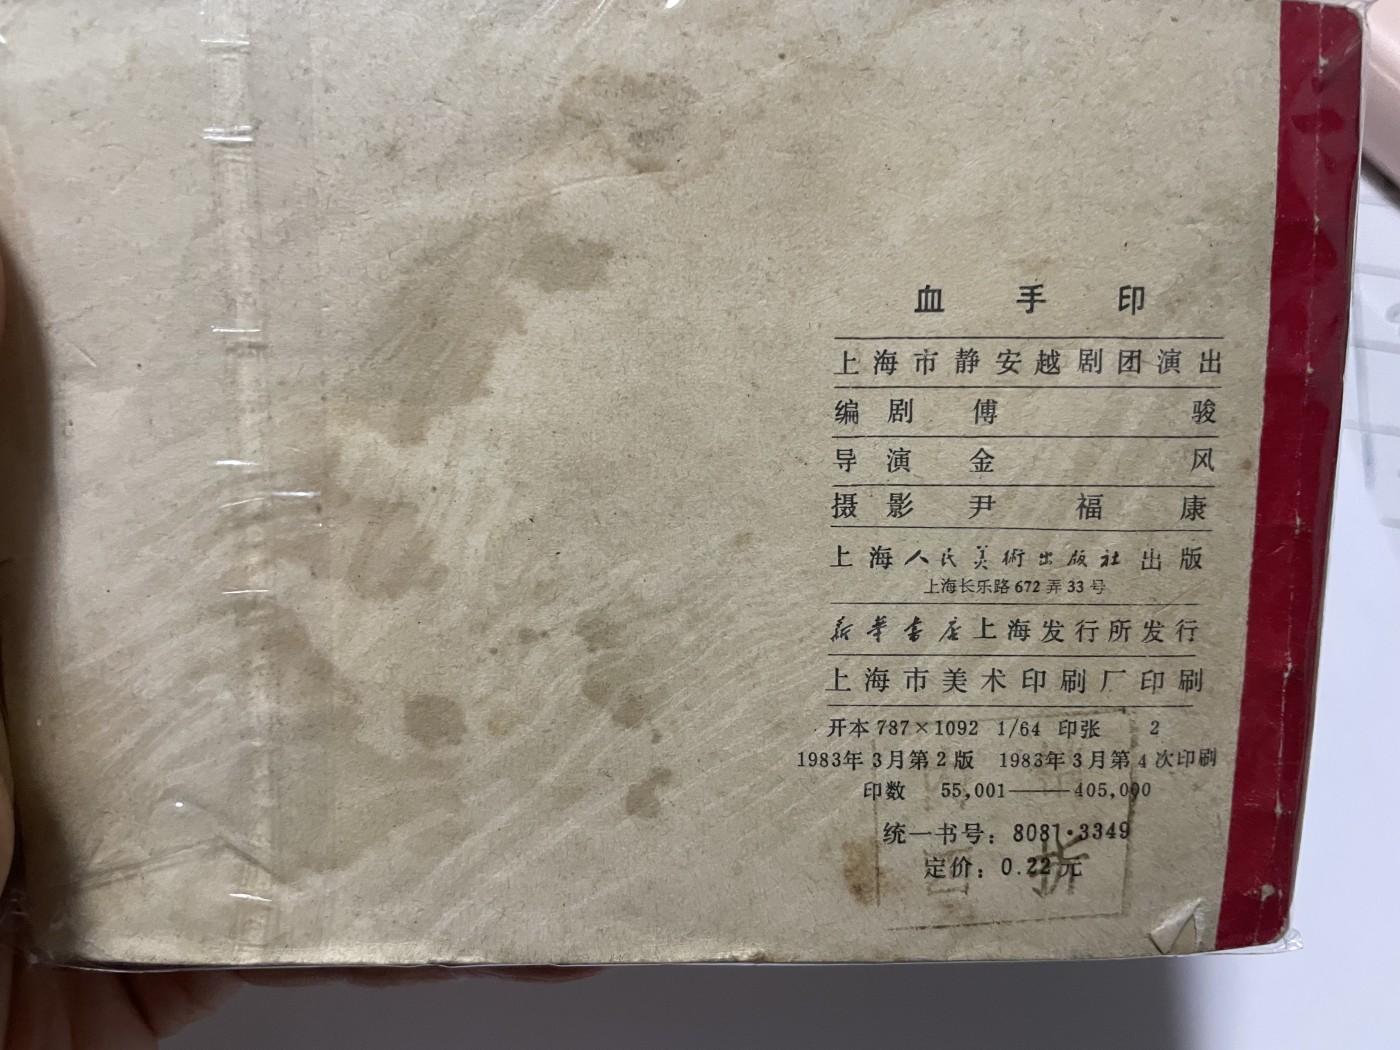 血手印
上海市静安越剧团演出
编剧 傅骏
导演 金风
摄影 尹福康
上海人民美術出版社出版
上海长乐路672弄33号
新華書店上海发行所发行
上海市美术印刷厂印刷
开本 787×1092 1/64 印张 2
1983年3月第2版 1983年3月第4次印刷
印数 55,001——405,000
统一书号：8081·3349
定价：0.22元
折